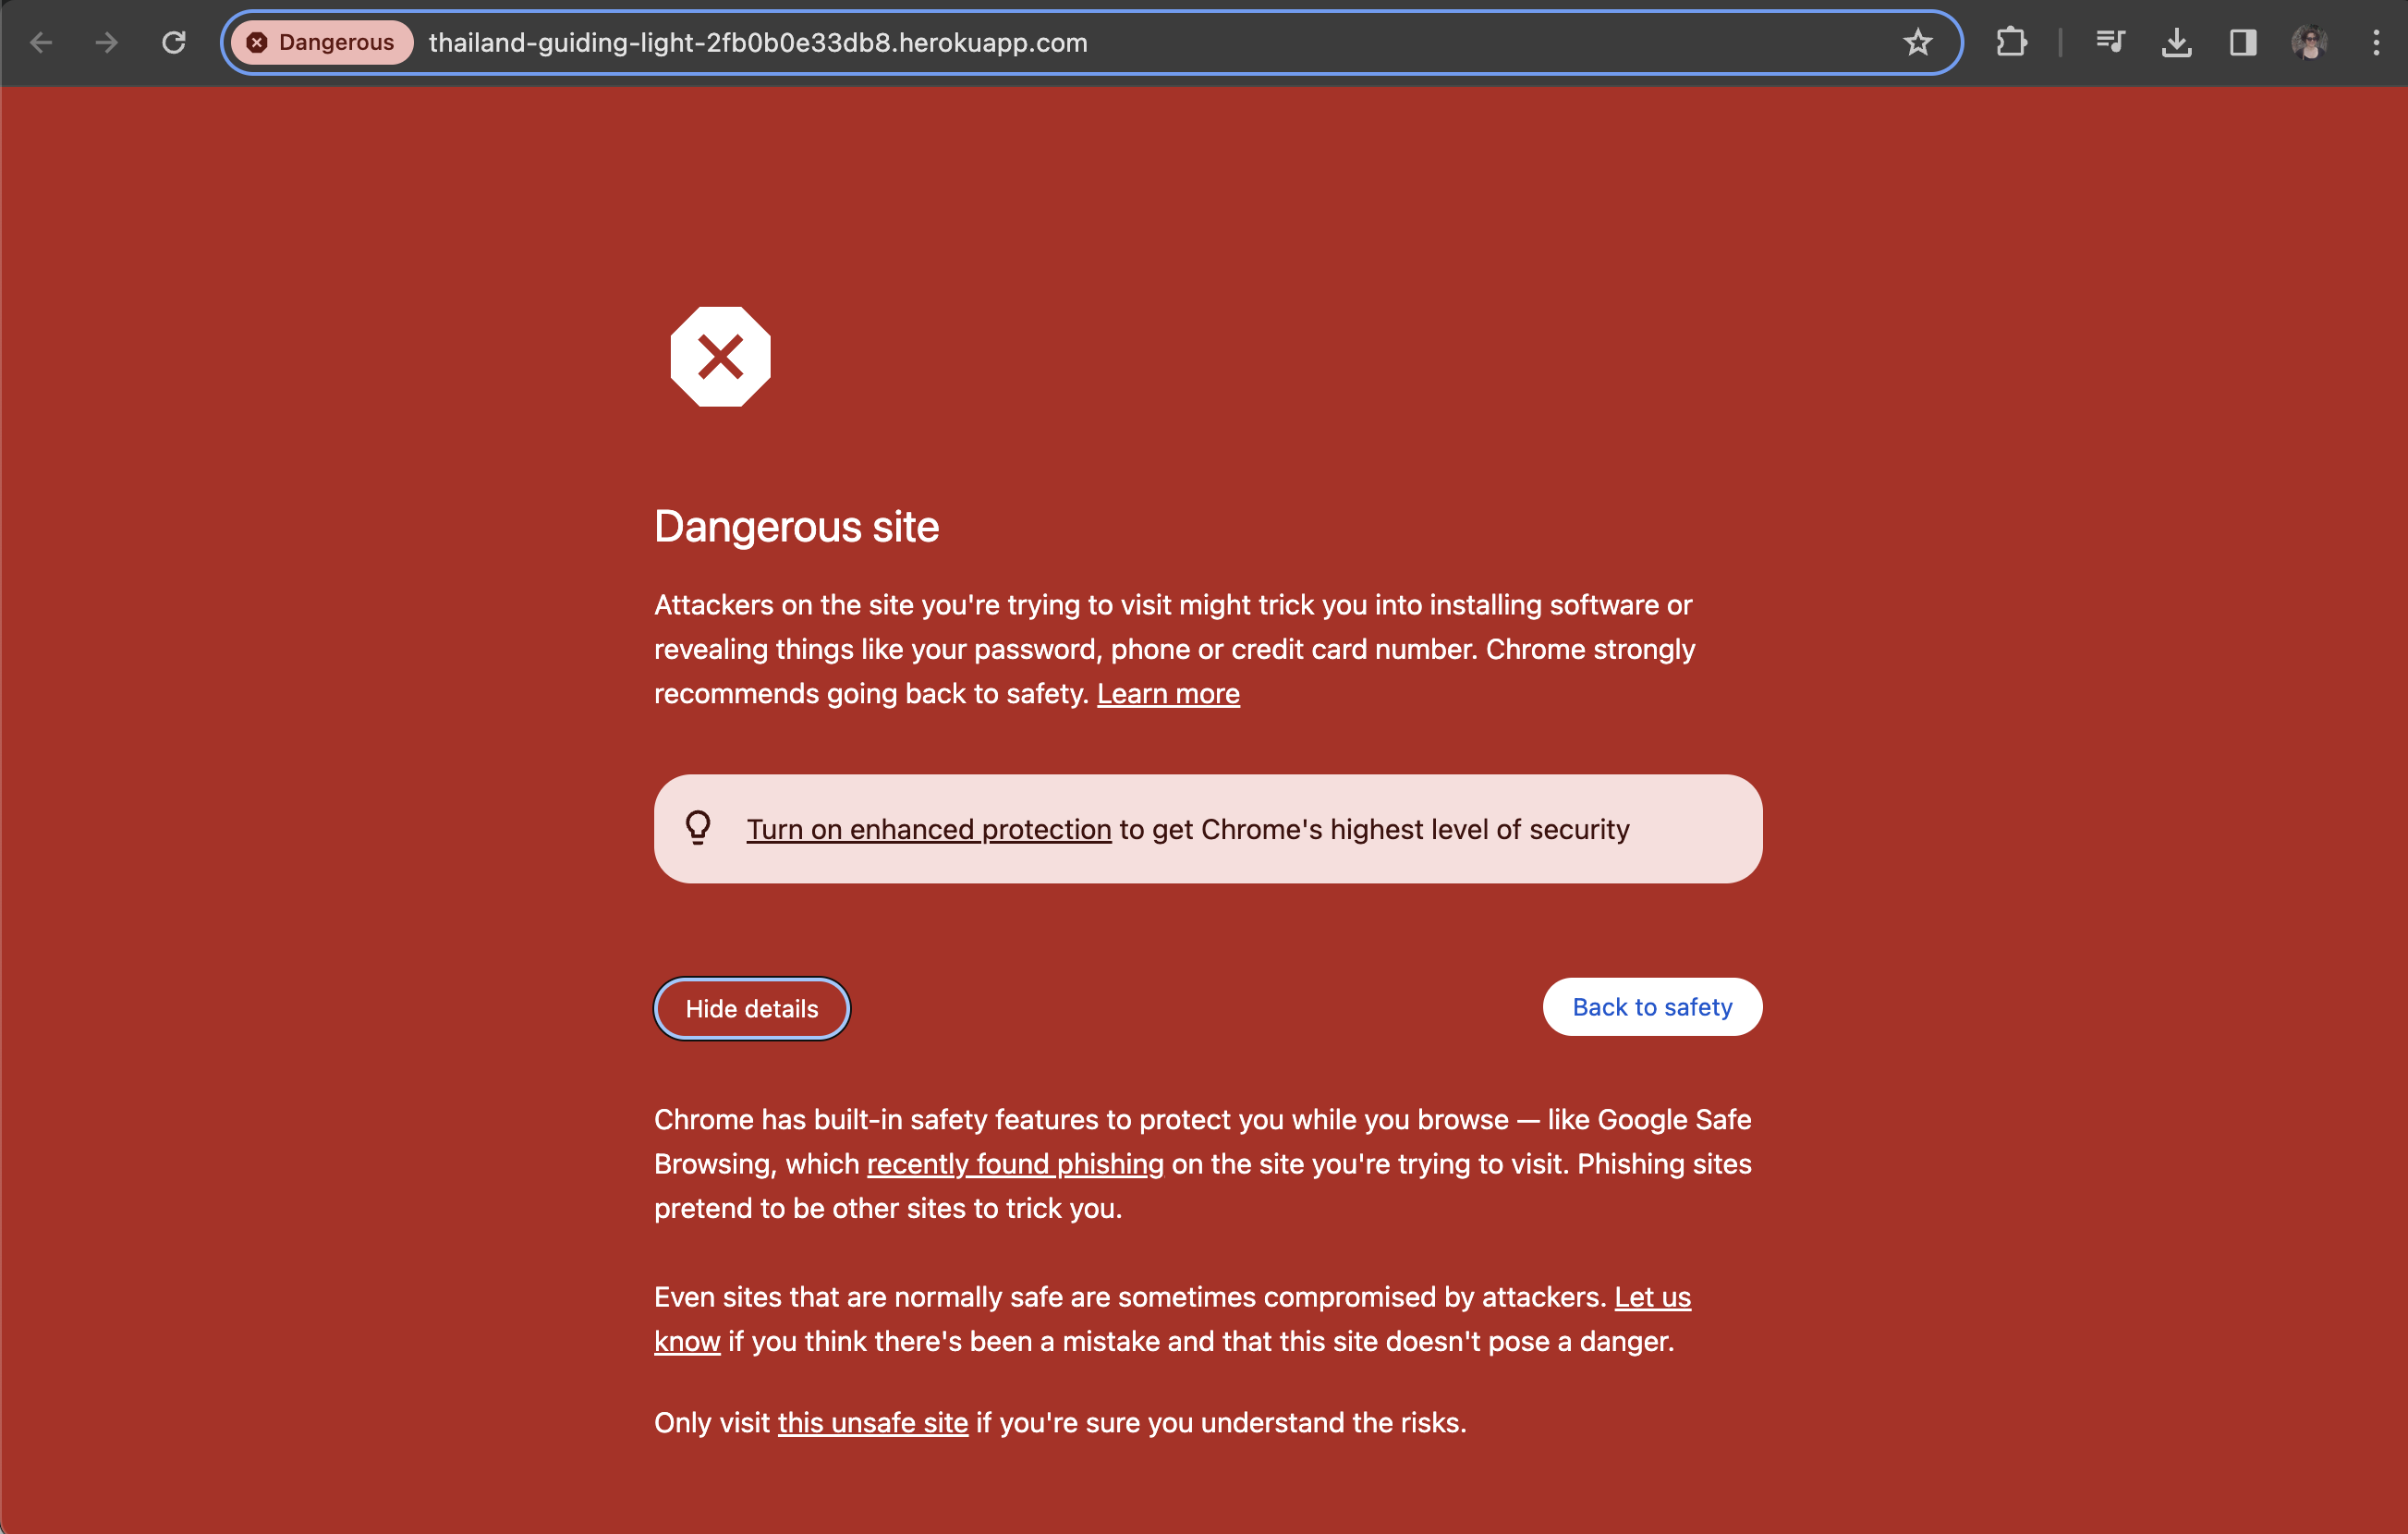 Dangerous
thailand-guiding-light-2fb0b0e33db8.herokuapp.com
Dangerous site
Attackers on the site you're trying to visit might trick you into installing software or
revealing things like your password, phone or credit card number. Chrome strongly
recommends going back to safety. Learn more
Turn on enhanced protection to get Chrome's highest level of security
Hide details
Back to safety
Chrome has built-in safety features to protect you while you browse — like Google Safe
Browsing, which recently found phishing on the site you're trying to visit. Phishing sites
pretend to be other sites to trick you.
Even sites that are normally safe are sometimes compromised by attackers. Let us
know if you think there's been a mistake and that this site doesn't pose a danger.
Only visit this unsafe site if you're sure you understand the risks.